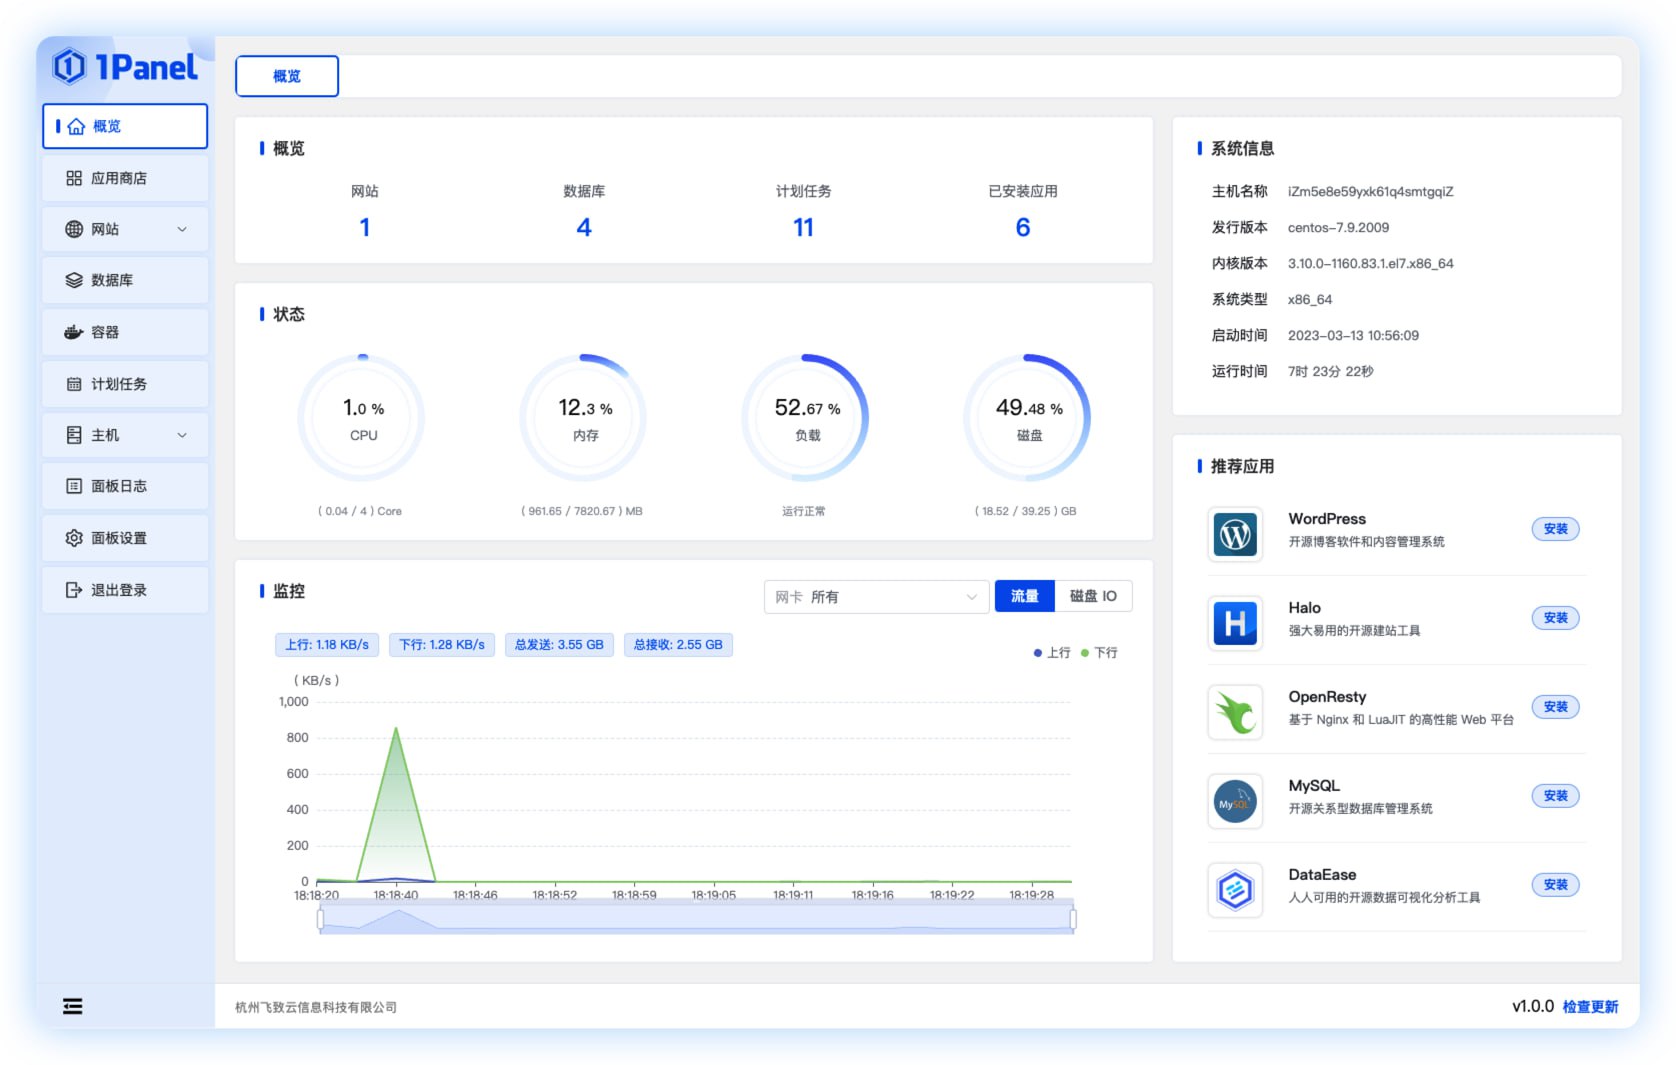 1Panel
概览
应用商店
网站
数据库
容器
计划任务
主机
面板日志
面板设置
退出登录
概览
概览
网站 数据库 计划任务 已安装应用
1 4 11 6
状态
1.0 % 12.3 % 52.67 % 49.48 %
CPU 内存 负载 磁盘
( 0.04 / 4 ) Core ( 961.65 / 7820.67 ) MB 运行正常 ( 18.52 / 39.25 ) GB
监控
网卡 所有 流量 磁盘 IO
上行: 1.18 KB/s 下行: 1.28 KB/s 总发送: 3.55 GB 总接收: 2.55 GB
上行 下行
( KB/s )
1,000
800
600
400
200
0
18:18:20 18:18:40 18:18:46 18:18:52 18:18:59 18:19:05 18:19:11 18:19:16 18:19:22 18:19:28
系统信息
主机名称 iZm5e8e59yxk61q4smtgqiZ
发行版本 centos-7.9.2009
内核版本 3.10.0-1160.83.1.el7.x86_64
系统类型 x86_64
启动时间 2023-03-13 10:56:09
运行时间 7时 23分 22秒
推荐应用
WordPress
开源博客软件和内容管理系统
安装
H
Halo
强大易用的开源建站工具
安装
OpenResty
基于 Nginx 和 LuaJIT 的高性能 Web 平台
安装
MySQL
MySQL
开源关系型数据库管理系统
安装
DataEase
人人可用的开源数据可视化分析工具
安装
杭州飞致云信息科技有限公司
v1.0.0 检查更新